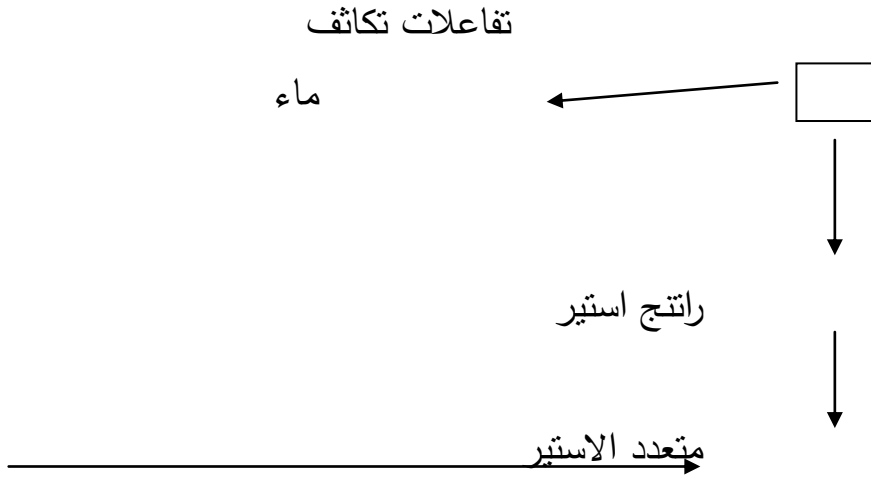 تفاعلات تكاثف
ماء
راتنج استير
متعدد الاستير